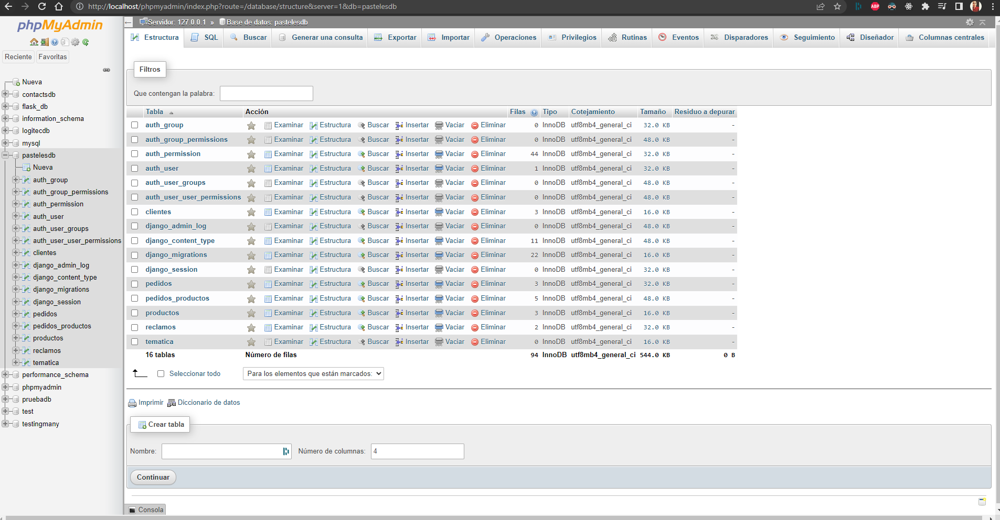 http://localhost/phpmyadmin/index.php?route=/database/structure&server=1&db=pastelesdb
ABP
phpMyAdmin
Reciente Favoritas
Nueva
contactsdb
flask_db
information_schema
logitecdb
mysql
pastelesdb
Nueva
auth_group
auth_group_permissions
auth_permission
auth_user
auth_user_groups
auth_user_user_permissions
clientes
django_admin_log
django_content_type
django_migrations
django_session
pedidos
pedidos_productos
productos
reclamos
tematica
performance_schema
phpmyadmin
pruebadb
test
testingmany
Servidor: 127.0.0.1 » Base de datos: pastelesdb
Estructura SQL Buscar Generar una consulta Exportar Importar Operaciones Privilegios Rutinas Eventos Disparadores Seguimiento Diseñador Columnas centrales
Filtros
Que contengan la palabra:
Tabla Acción Filas Tipo Cotejamiento Tamaño Residuo a depurar
auth_group Examinar Estructura Buscar Insertar Vaciar Eliminar 0 InnoDB utf8mb4_general_ci 32.0 KB -
auth_group_permissions Examinar Estructura Buscar Insertar Vaciar Eliminar 0 InnoDB utf8mb4_general_ci 48.0 KB -
auth_permission Examinar Estructura Buscar Insertar Vaciar Eliminar 44 InnoDB utf8mb4_general_ci 32.0 KB -
auth_user Examinar Estructura Buscar Insertar Vaciar Eliminar 1 InnoDB utf8mb4_general_ci 32.0 KB -
auth_user_groups Examinar Estructura Buscar Insertar Vaciar Eliminar 0 InnoDB utf8mb4_general_ci 48.0 KB -
auth_user_user_permissions Examinar Estructura Buscar Insertar Vaciar Eliminar 0 InnoDB utf8mb4_general_ci 48.0 KB -
clientes Examinar Estructura Buscar Insertar Vaciar Eliminar 3 InnoDB utf8mb4_general_ci 16.0 KB -
django_admin_log Examinar Estructura Buscar Insertar Vaciar Eliminar 0 InnoDB utf8mb4_general_ci 48.0 KB -
django_content_type Examinar Estructura Buscar Insertar Vaciar Eliminar 11 InnoDB utf8mb4_general_ci 48.0 KB -
django_migrations Examinar Estructura Buscar Insertar Vaciar Eliminar 22 InnoDB utf8mb4_general_ci 16.0 KB -
django_session Examinar Estructura Buscar Insertar Vaciar Eliminar 0 InnoDB utf8mb4_general_ci 32.0 KB -
pedidos Examinar Estructura Buscar Insertar Vaciar Eliminar 3 InnoDB utf8mb4_general_ci 32.0 KB -
pedidos_productos Examinar Estructura Buscar Insertar Vaciar Eliminar 5 InnoDB utf8mb4_general_ci 48.0 KB -
productos Examinar Estructura Buscar Insertar Vaciar Eliminar 3 InnoDB utf8mb4_general_ci 16.0 KB -
reclamos Examinar Estructura Buscar Insertar Vaciar Eliminar 2 InnoDB utf8mb4_general_ci 32.0 KB -
tematica Examinar Estructura Buscar Insertar Vaciar Eliminar 0 InnoDB utf8mb4_general_ci 16.0 KB -
16 tablas Número de filas 94 InnoDB utf8mb4_general_ci 544.0 KB 0 B
Seleccionar todo Para los elementos que están marcados:
Imprimir Diccionario de datos
Crear tabla
Nombre: Número de columnas: 4
Continuar
Consola